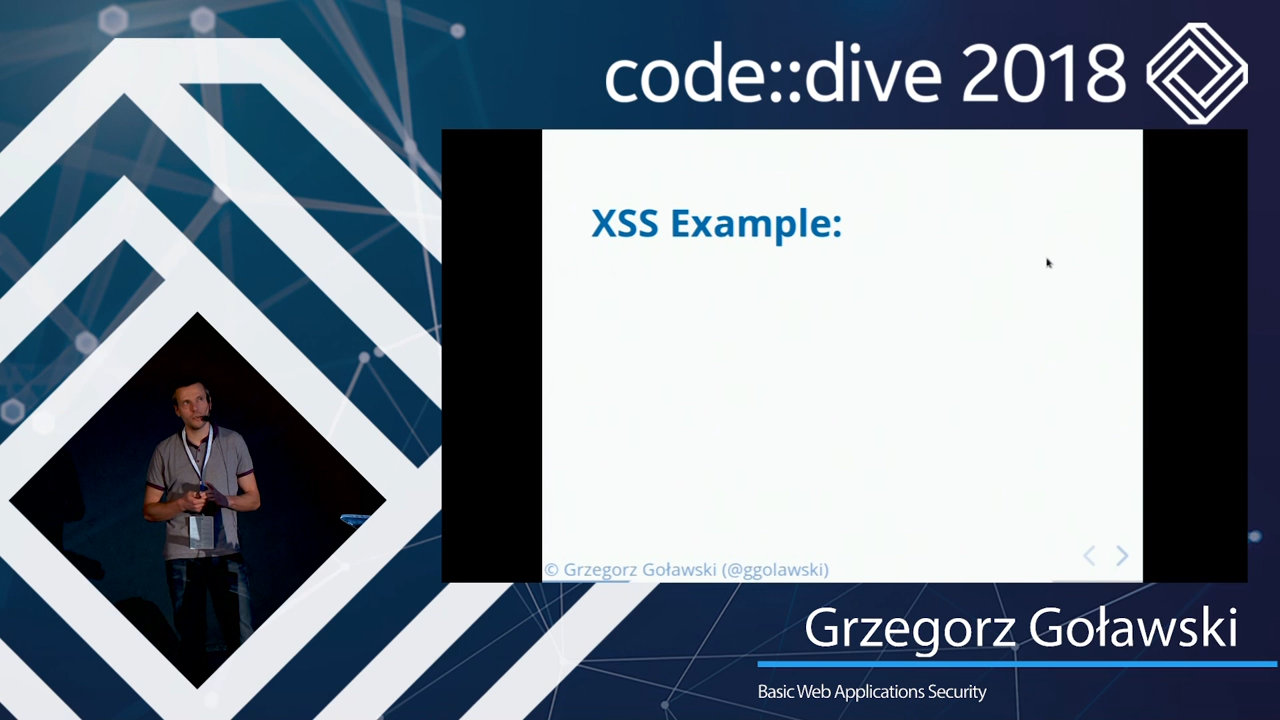 code::dive 2018
XSS Example:
© Grzegorz Goławski (@ggolawski)
Grzegorz Goławski
Basic Web Applications Security